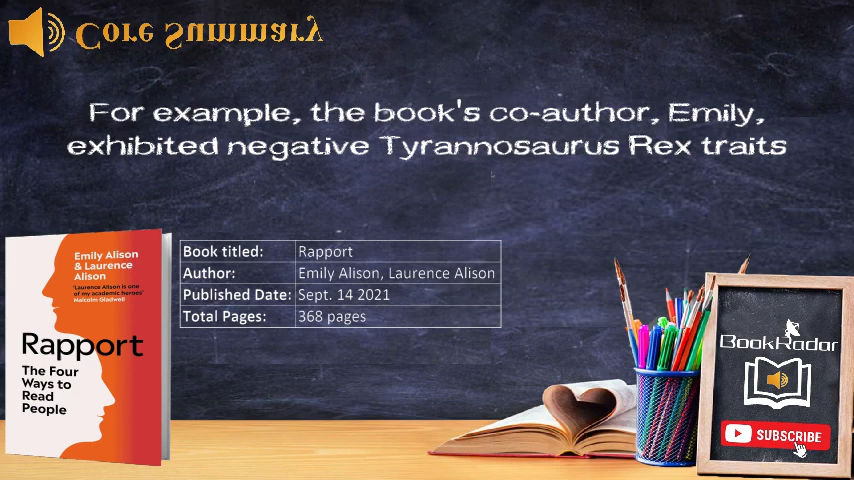 Core Summary
For example, the book's co-author, Emily,
exhibited negative Tyrannosaurus Rex traits
Book titled: Rapport
Author: Emily Alison, Laurence Alison
Published Date: Sept. 14 2021
Total Pages: 368 pages
Emily Alison
& Laurence
Alison
'Laurence Alison is one
of my academic heroes'
Malcolm Gladwell
Rapport
The Four
Ways to
Read
People
BookRadar
SUBSCRIBE